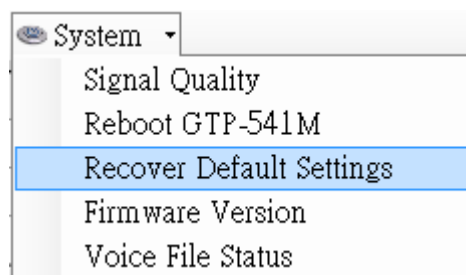 System
Signal Quality
Reboot GTP-541M
Recover Default Settings
Firmware Version
Voice File Status